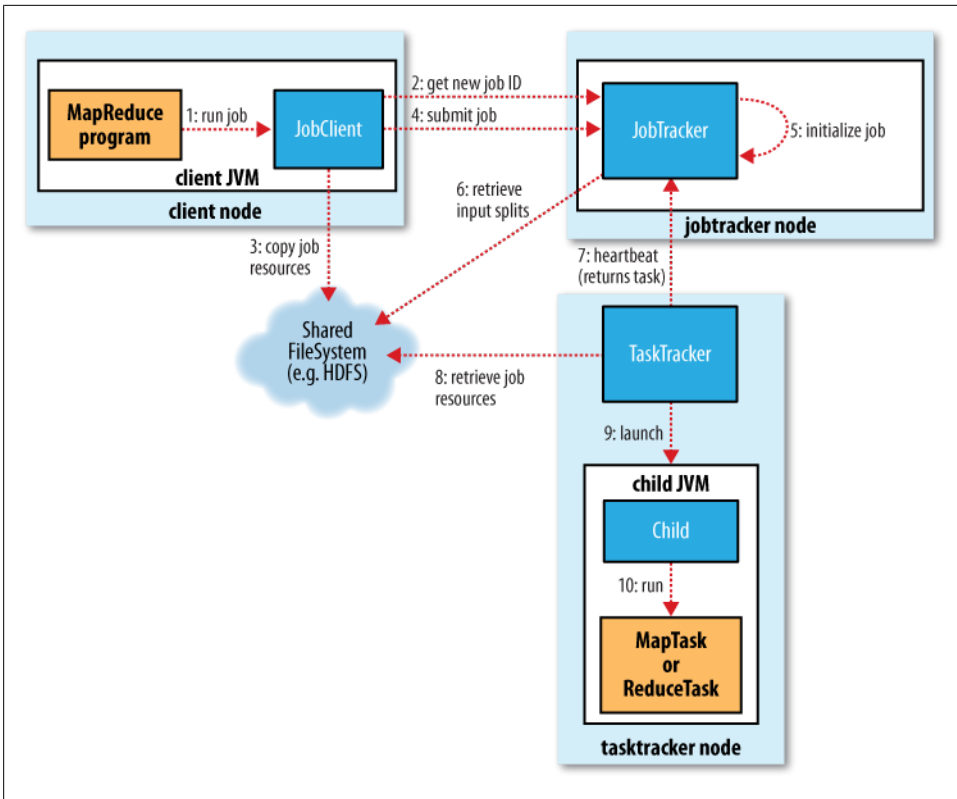 MapReduce
program
1: run job
JobClient
client JVM
client node
2: get new job ID
4: submit job
JobTracker
5: initialize job
jobtracker node
3: copy job
resources
6: retrieve
input splits
7: heartbeat
(returns task)
Shared
FileSystem
(e.g. HDFS)
8: retrieve job
resources
TaskTracker
9: launch
child JVM
Child
10: run
MapTask
or
ReduceTask
tasktracker node